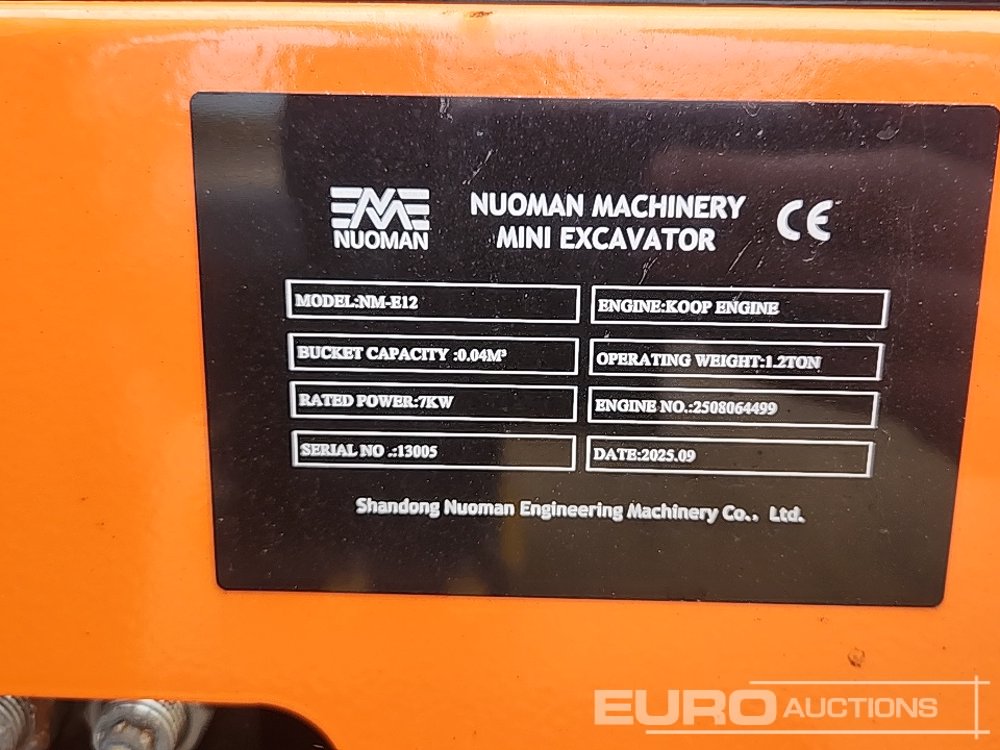 NUOMAN
NUOMAN MACHINERY
MINI EXCAVATOR
CE
MODEL:NM-E12
ENGINE:KOOP ENGINE
BUCKET CAPACITY :0.04M³
OPERATING WEIGHT:1.2TON
RATED POWER:7KW
ENGINE NO.:2508064499
SERIAL NO .:13005
DATE:2025.09
Shandong Nuoman Engineering Machinery Co.. Ltd.
EURO AUCTIONS